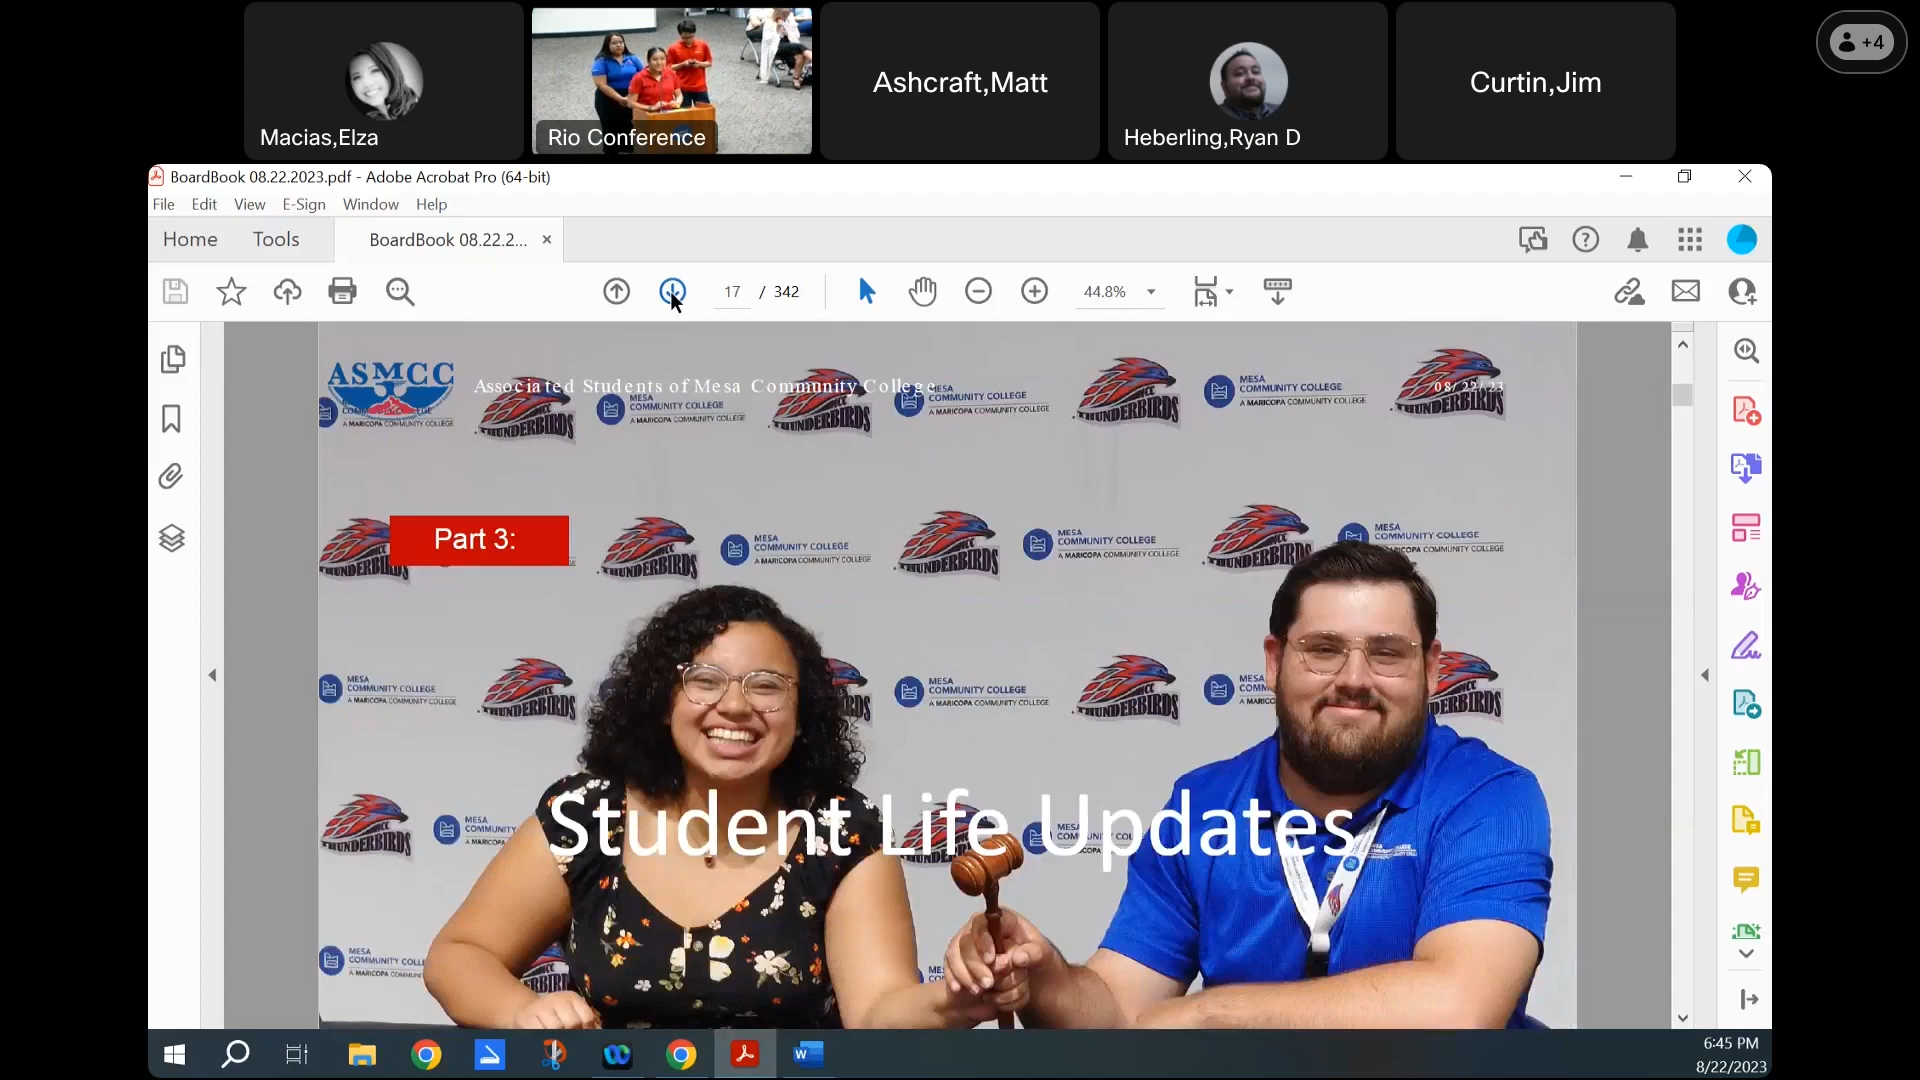 +4
Macias,Elza
Rio Conference
Ashcraft,Matt
Heberling,Ryan D
Curtin,Jim
BoardBook 08.22.2023.pdf - Adobe Acrobat Pro (64-bit)
File Edit View E-Sign Window Help
Home Tools BoardBook 08.22.2...
17 / 342
44.8%
ASMCC
Associated Students of Mesa Community College
08/22/23
THUNDERBIRDS
MESA
COMMUNITY COLLEGE
A MARICOPA COMMUNITY COLLEGE
Part 3:
Student Life Updates
6:45 PM
8/22/2023